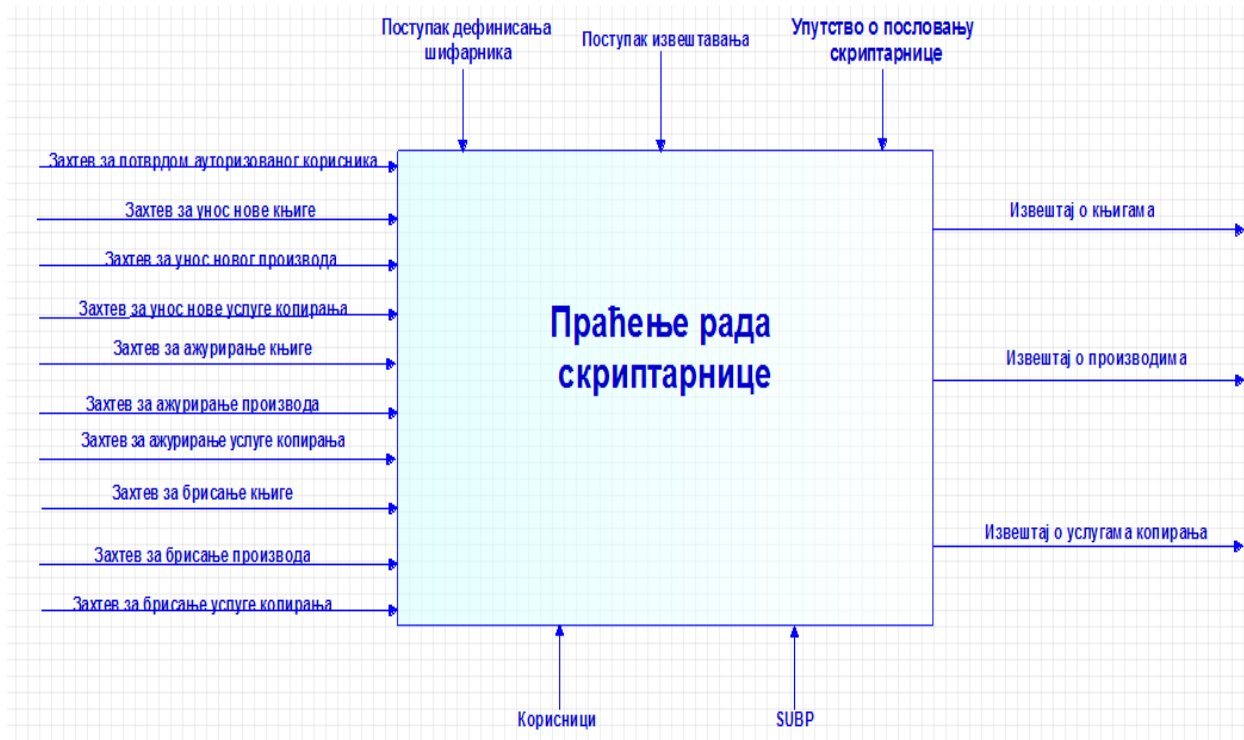 Поступак дефинисања
шифарника
Поступак извештавања
Упутство о пословању
скриптарнице
Захтев за потврдом ауторизованог корисника
Захтев за унос нове књиге
Захтев за унос новог производа
Захтев за унос нове услуге копирања
Захтев за ажурирање књиге
Захтев за ажурирање производа
Захтев за ажурирање услуге копирања
Захтев за брисање књиге
Захтев за брисање производа
Захтев за брисање услуге копирања
Праћење рада
скриптарнице
Извештај о књигама
Извештај о производима
Извештај о услугама копирања
Корисници
SUBP